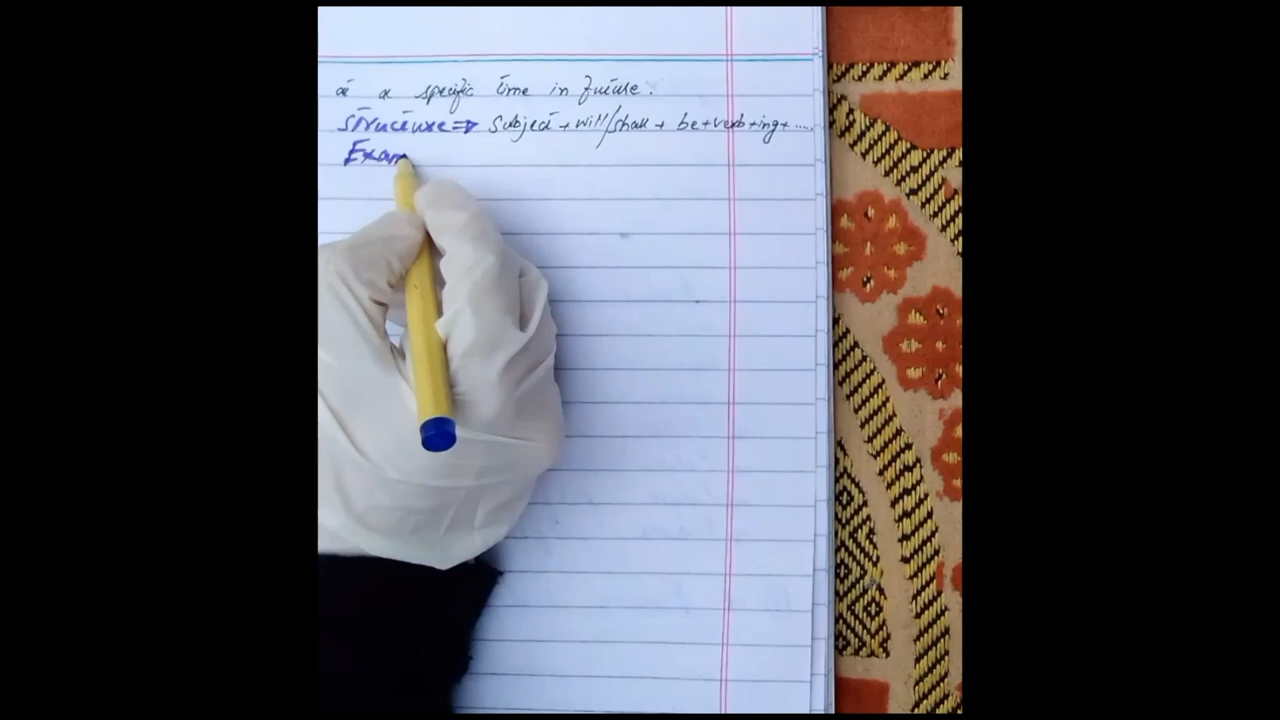 at a specific time in future.
Structure⇒ Subject + will/shall + be+verb+ing+....
Exam